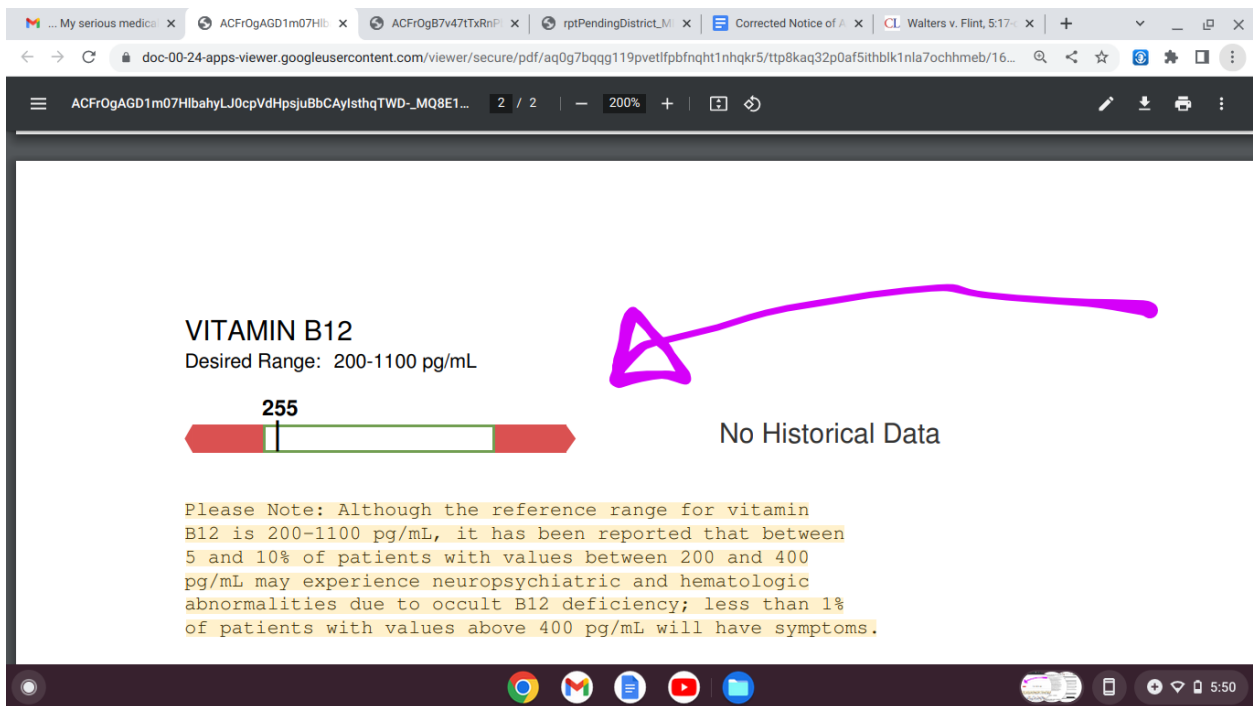 ... My serious medical
ACFrOgAGD1m07Hlb
ACFrOgB7v47tTxRnP
rptPendingDistrict_M
Corrected Notice of A
CL Walters v. Flint, 5:17-c
doc-00-24-apps-viewer.googleusercontent.com/viewer/secure/pdf/aq0g7bqqg119pvetlfpbfnqht1nhqkr5/ttp8kaq32p0af5ithblk1nla7ochhmeb/16...
ACFrOgAGD1m07HlbahyLJ0cpVdHpsjuBbCAyIsthqTWD-_MQ8E1... 2 / 2 — 200% +
VITAMIN B12
Desired Range: 200-1100 pg/mL
255
No Historical Data
Please Note: Although the reference range for vitamin
B12 is 200-1100 pg/mL, it has been reported that between
5 and 10% of patients with values between 200 and 400
pg/mL may experience neuropsychiatric and hematologic
abnormalities due to occult B12 deficiency; less than 1%
of patients with values above 400 pg/mL will have symptoms.
5:50